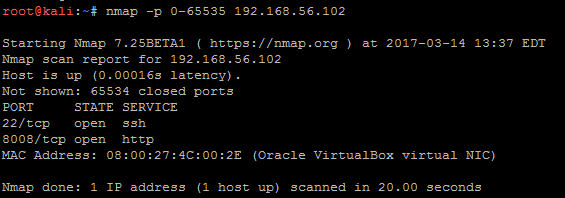 root@kali:~# nmap -p 0-65535 192.168.56.102
Starting Nmap 7.25BETA1 ( https://nmap.org ) at 2017-03-14 13:37 EDT
Nmap scan report for 192.168.56.102
Host is up (0.00016s latency).
Not shown: 65534 closed ports
PORT     STATE SERVICE
22/tcp   open  ssh
8008/tcp open  http
MAC Address: 08:00:27:4C:00:2E (Oracle VirtualBox virtual NIC)
Nmap done: 1 IP address (1 host up) scanned in 20.00 seconds